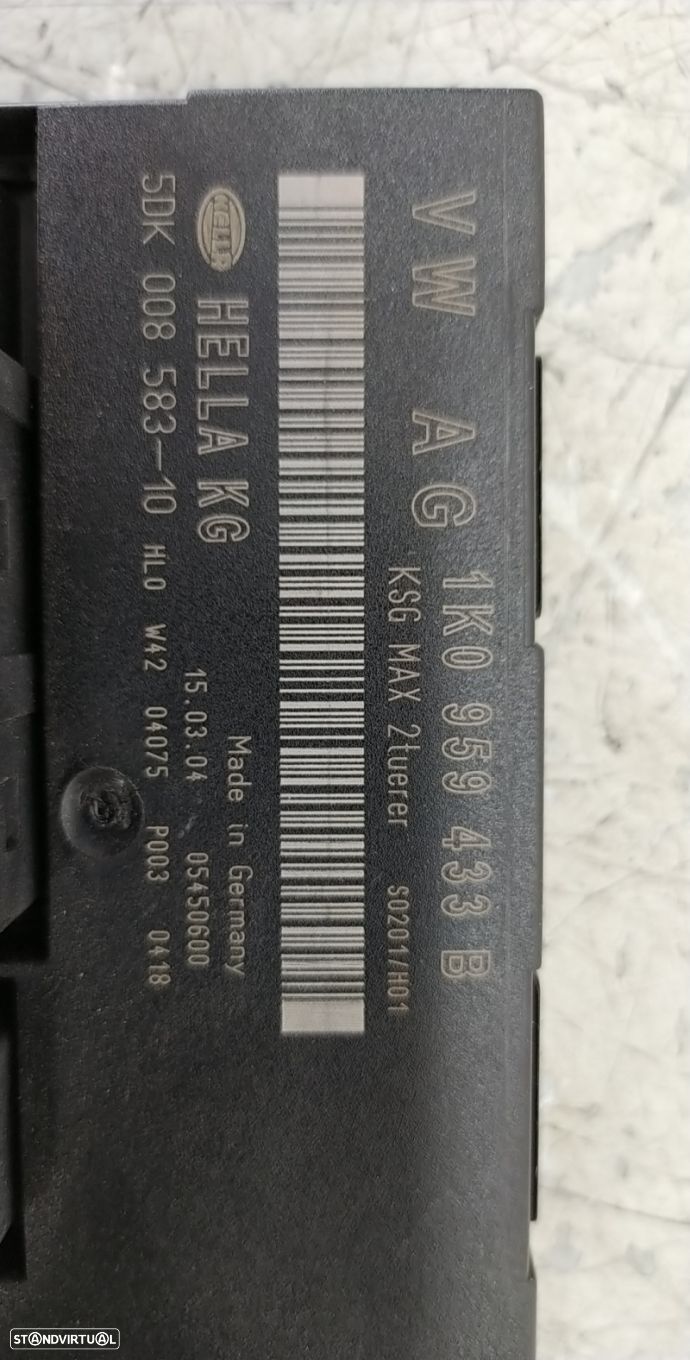 VW AG 1K0 959 433 B
KSG MAX 2tuerer S0201/H01
HELLA
HELLA KG
Made in Germany
15.03.04 05450600
5DK 008 583-10 HL0 W42 04075 P003 0418
STANDVIRTUAL